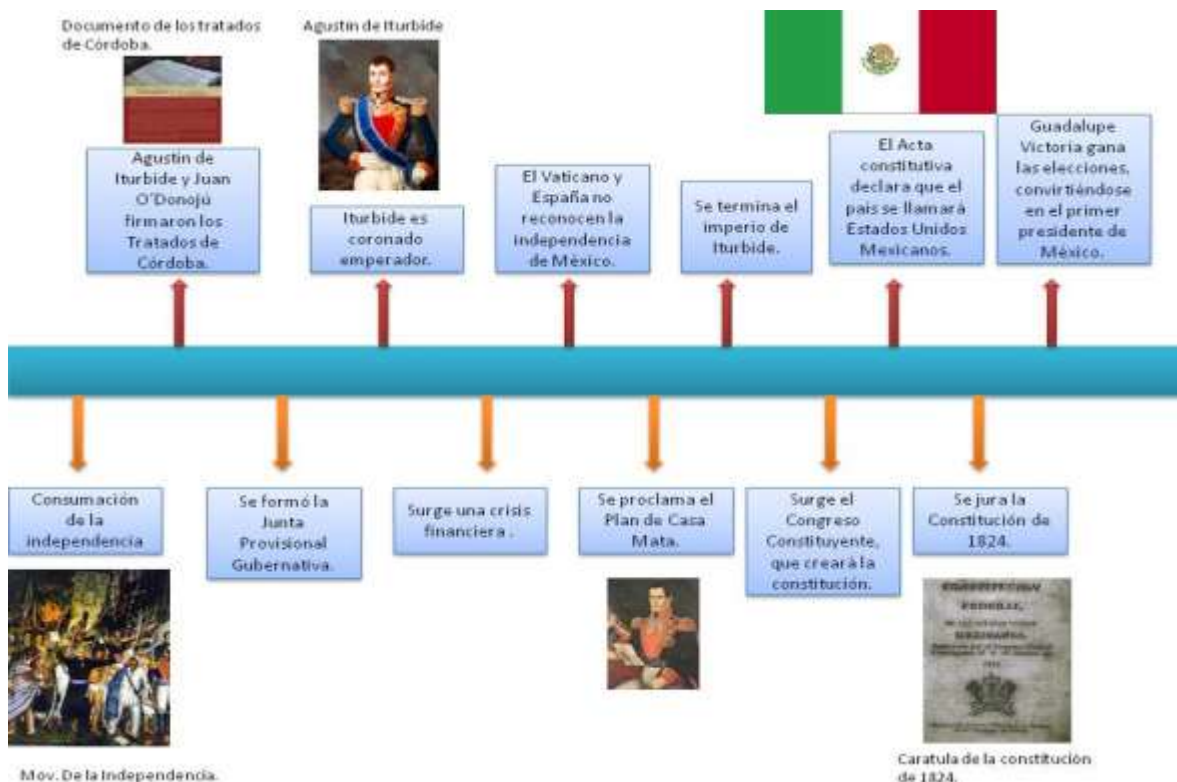 Documento de los tratados
de Córdoba.
Agustin de Iturbide
Agustin de
Iturbide y Juan
O'Donojú
firmaron los
Tratados de
Córdoba.
Iturbide es
coronado
emperador.
El Vaticano y
España no
reconocen la
independencia
de Mèxico.
Se termina el
imperio de
Iturbide.
El Acta
constitutiva
declara que el
pais se llamará
Estados Unidos
Mexicanos.
Guadalupe
Victoria gana
las elecciones,
convirtiéndose
en el primer
presidente de
México.
Consumación
de la
independencia
Se formó la
Junta
Provisional
Gubernativa.
Surge una crisis
financiera .
Se proclama el
Plan de Casa
Mata.
Surge el
Congreso
Constituyente,
que crearà la
constitución.
Se jura la
Constitución de
1824.
Mov. De la Independencia.
CONSTITUCION
FEDERAL
MEXICANOS
Caratula de la constitución
de 1824.